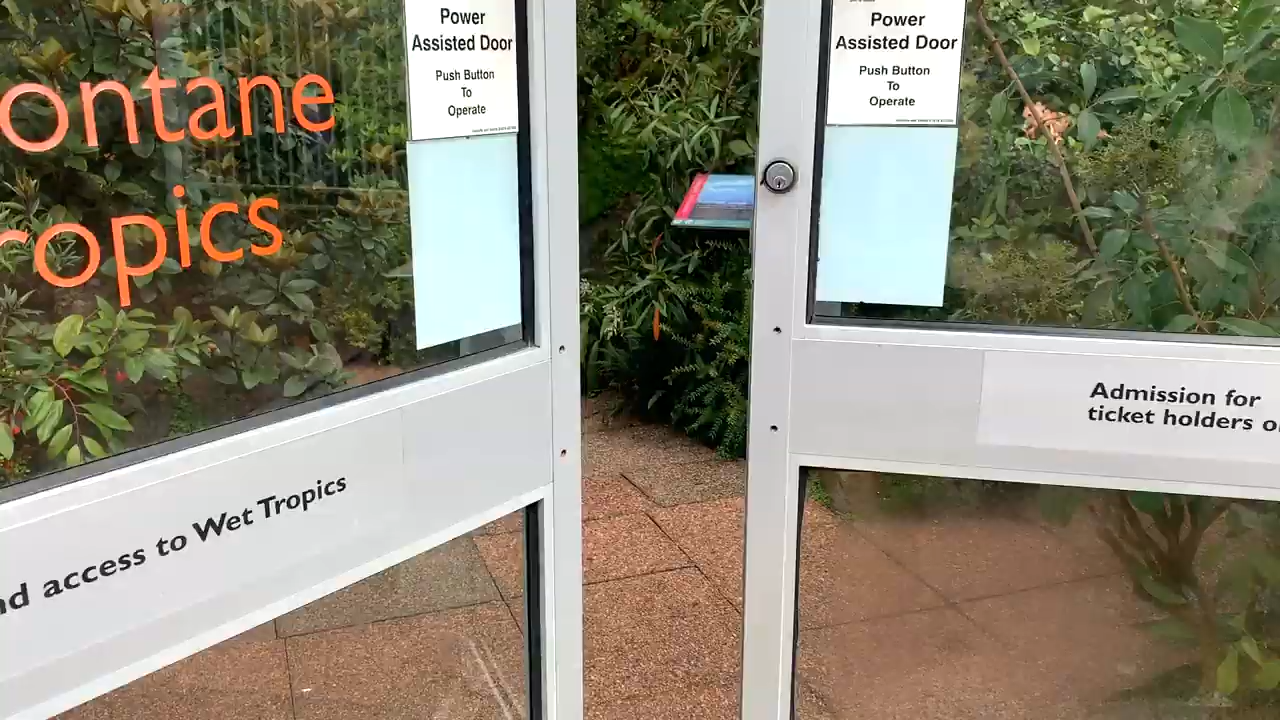 ontane
ropics
Power
Assisted Door
Push Button
To
Operate
nd access to Wet Tropics
Power
Assisted Door
Push Button
To
Operate
Admission for
ticket holders o